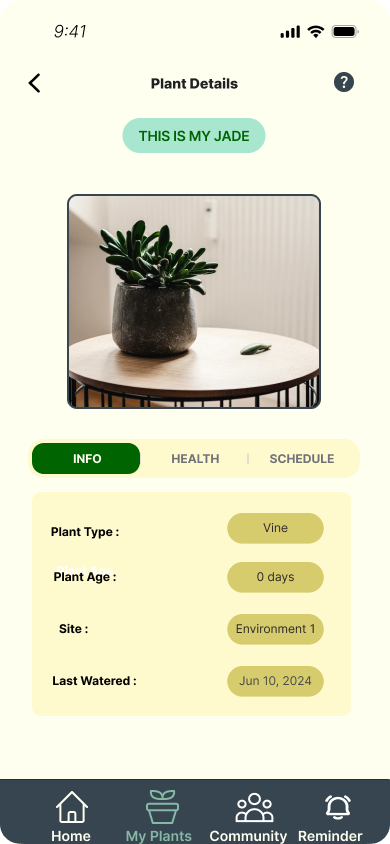 9:41
Plant Details
?
THIS IS MY JADE
INFO HEALTH SCHEDULE
Plant Type : Vine
Plant Age : 0 days
Site : Environment 1
Last Watered : Jun 10, 2024
Home My Plants Community Reminder